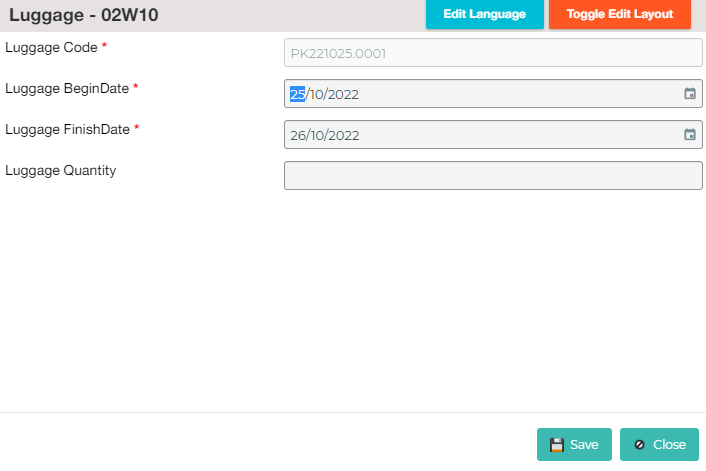 Luggage - 02W10
Edit Language
Toggle Edit Layout
Luggage Code *
PK221025.0001
Luggage BeginDate *
25/10/2022
Luggage FinishDate *
26/10/2022
Luggage Quantity
Save
Close